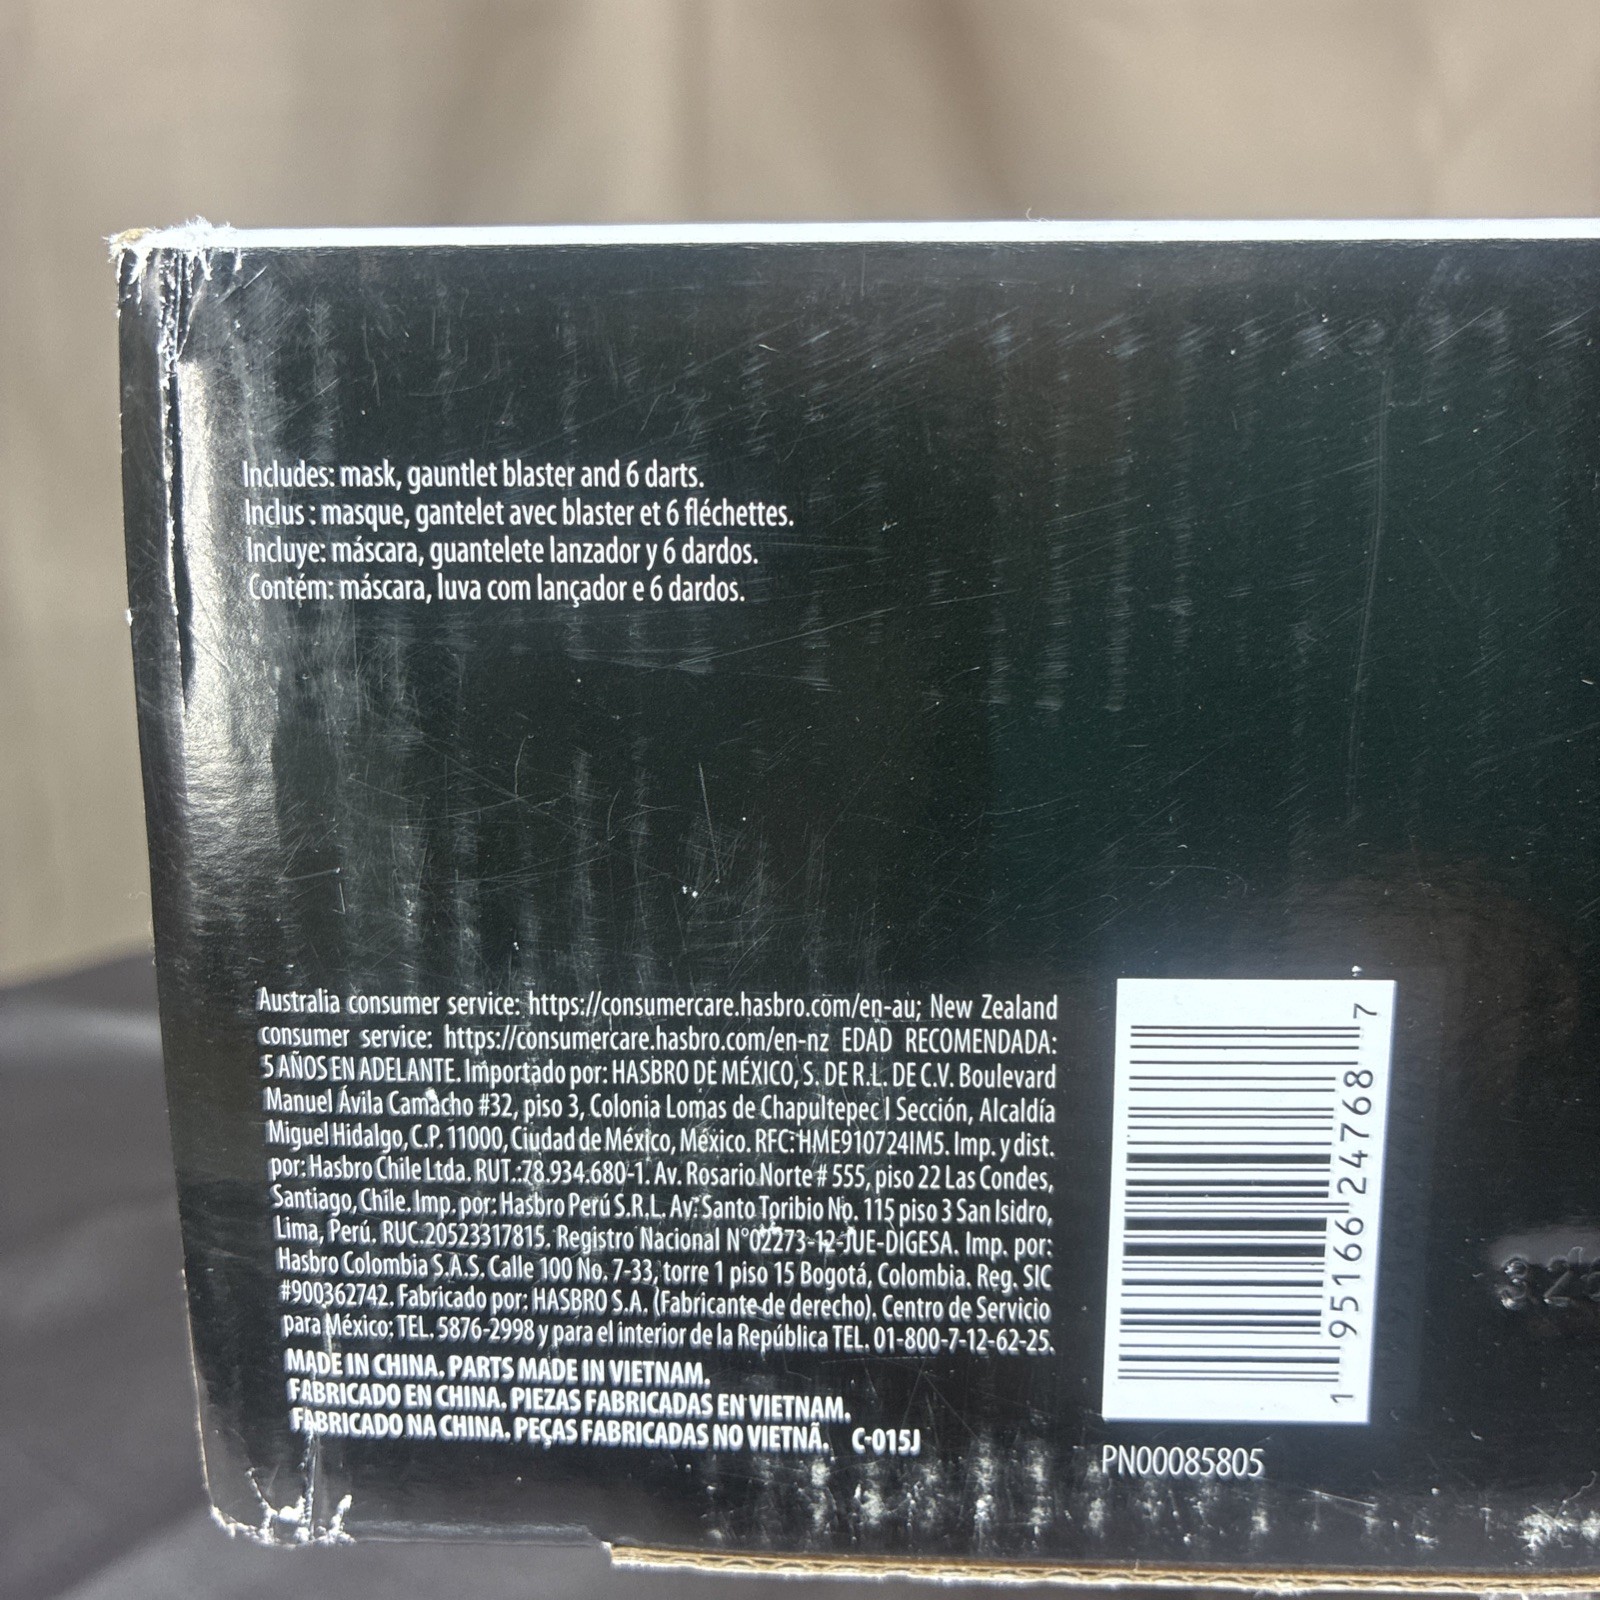 Includes: mask, gauntlet blaster and 6 darts.
Inclus : masque, gantelet avec blaster et 6 fléchettes.
Incluye: máscara, guantelete lanzador y 6 dardos.
Contém: máscara, luva com lançador e 6 dardos.
Australia consumer service: https://consumercare.hasbro.com/en-au; New Zealand
consumer service: https://consumercare.hasbro.com/en-nz EDAD RECOMENDADA:
5 AÑOS EN ADELANTE. Importado por: HASBRO DE MÉXICO, S. DE R.L. DE C.V. Boulevard
Manuel Ávila Camacho #32, piso 3, Colonia Lomas de Chapultepec I Sección, Alcaldía
Miguel Hidalgo, C.P. 11000, Ciudad de México, México. RFC: HME910724IM5. Imp. y dist.
por: Hasbro Chile Ltda. RUT.:78.934.680-1. Av. Rosario Norte # 555, piso 22 Las Condes,
Santiago, Chile. Imp. por: Hasbro Perú S.R.L. Av. Santo Toribio No. 115 piso 3 San Isidro,
Lima, Perú. RUC.20523317815. Registro Nacional N°02273-12-JUE-DIGESA. Imp. por:
Hasbro Colombia S.A.S. Calle 100 No. 7-33, torre 1 piso 15 Bogotá, Colombia. Reg. SIC
#900362742. Fabricado por: HASBRO S.A. (Fabricante de derecho). Centro de Servicio
para México: TEL. 5876-2998 y para el interior de la República TEL. 01-800-7-12-62-25.
MADE IN CHINA. PARTS MADE IN VIETNAM.
FABRICADO EN CHINA. PIEZAS FABRICADAS EN VIETNAM.
FABRICADO NA CHINA. PEÇAS FABRICADAS NO VIETNÃ. C-015J
1 95166 24768 7
PN00085805